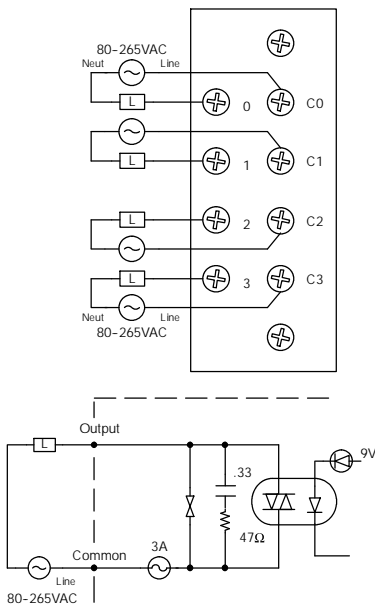 80-265VAC
Neut Line
L 0 C0
L 1 C1
L 2 C2
L 3 C3
Neut Line
80-265VAC
Output
L
.33
9V
47Ω
Common 3A
Line
80-265VAC